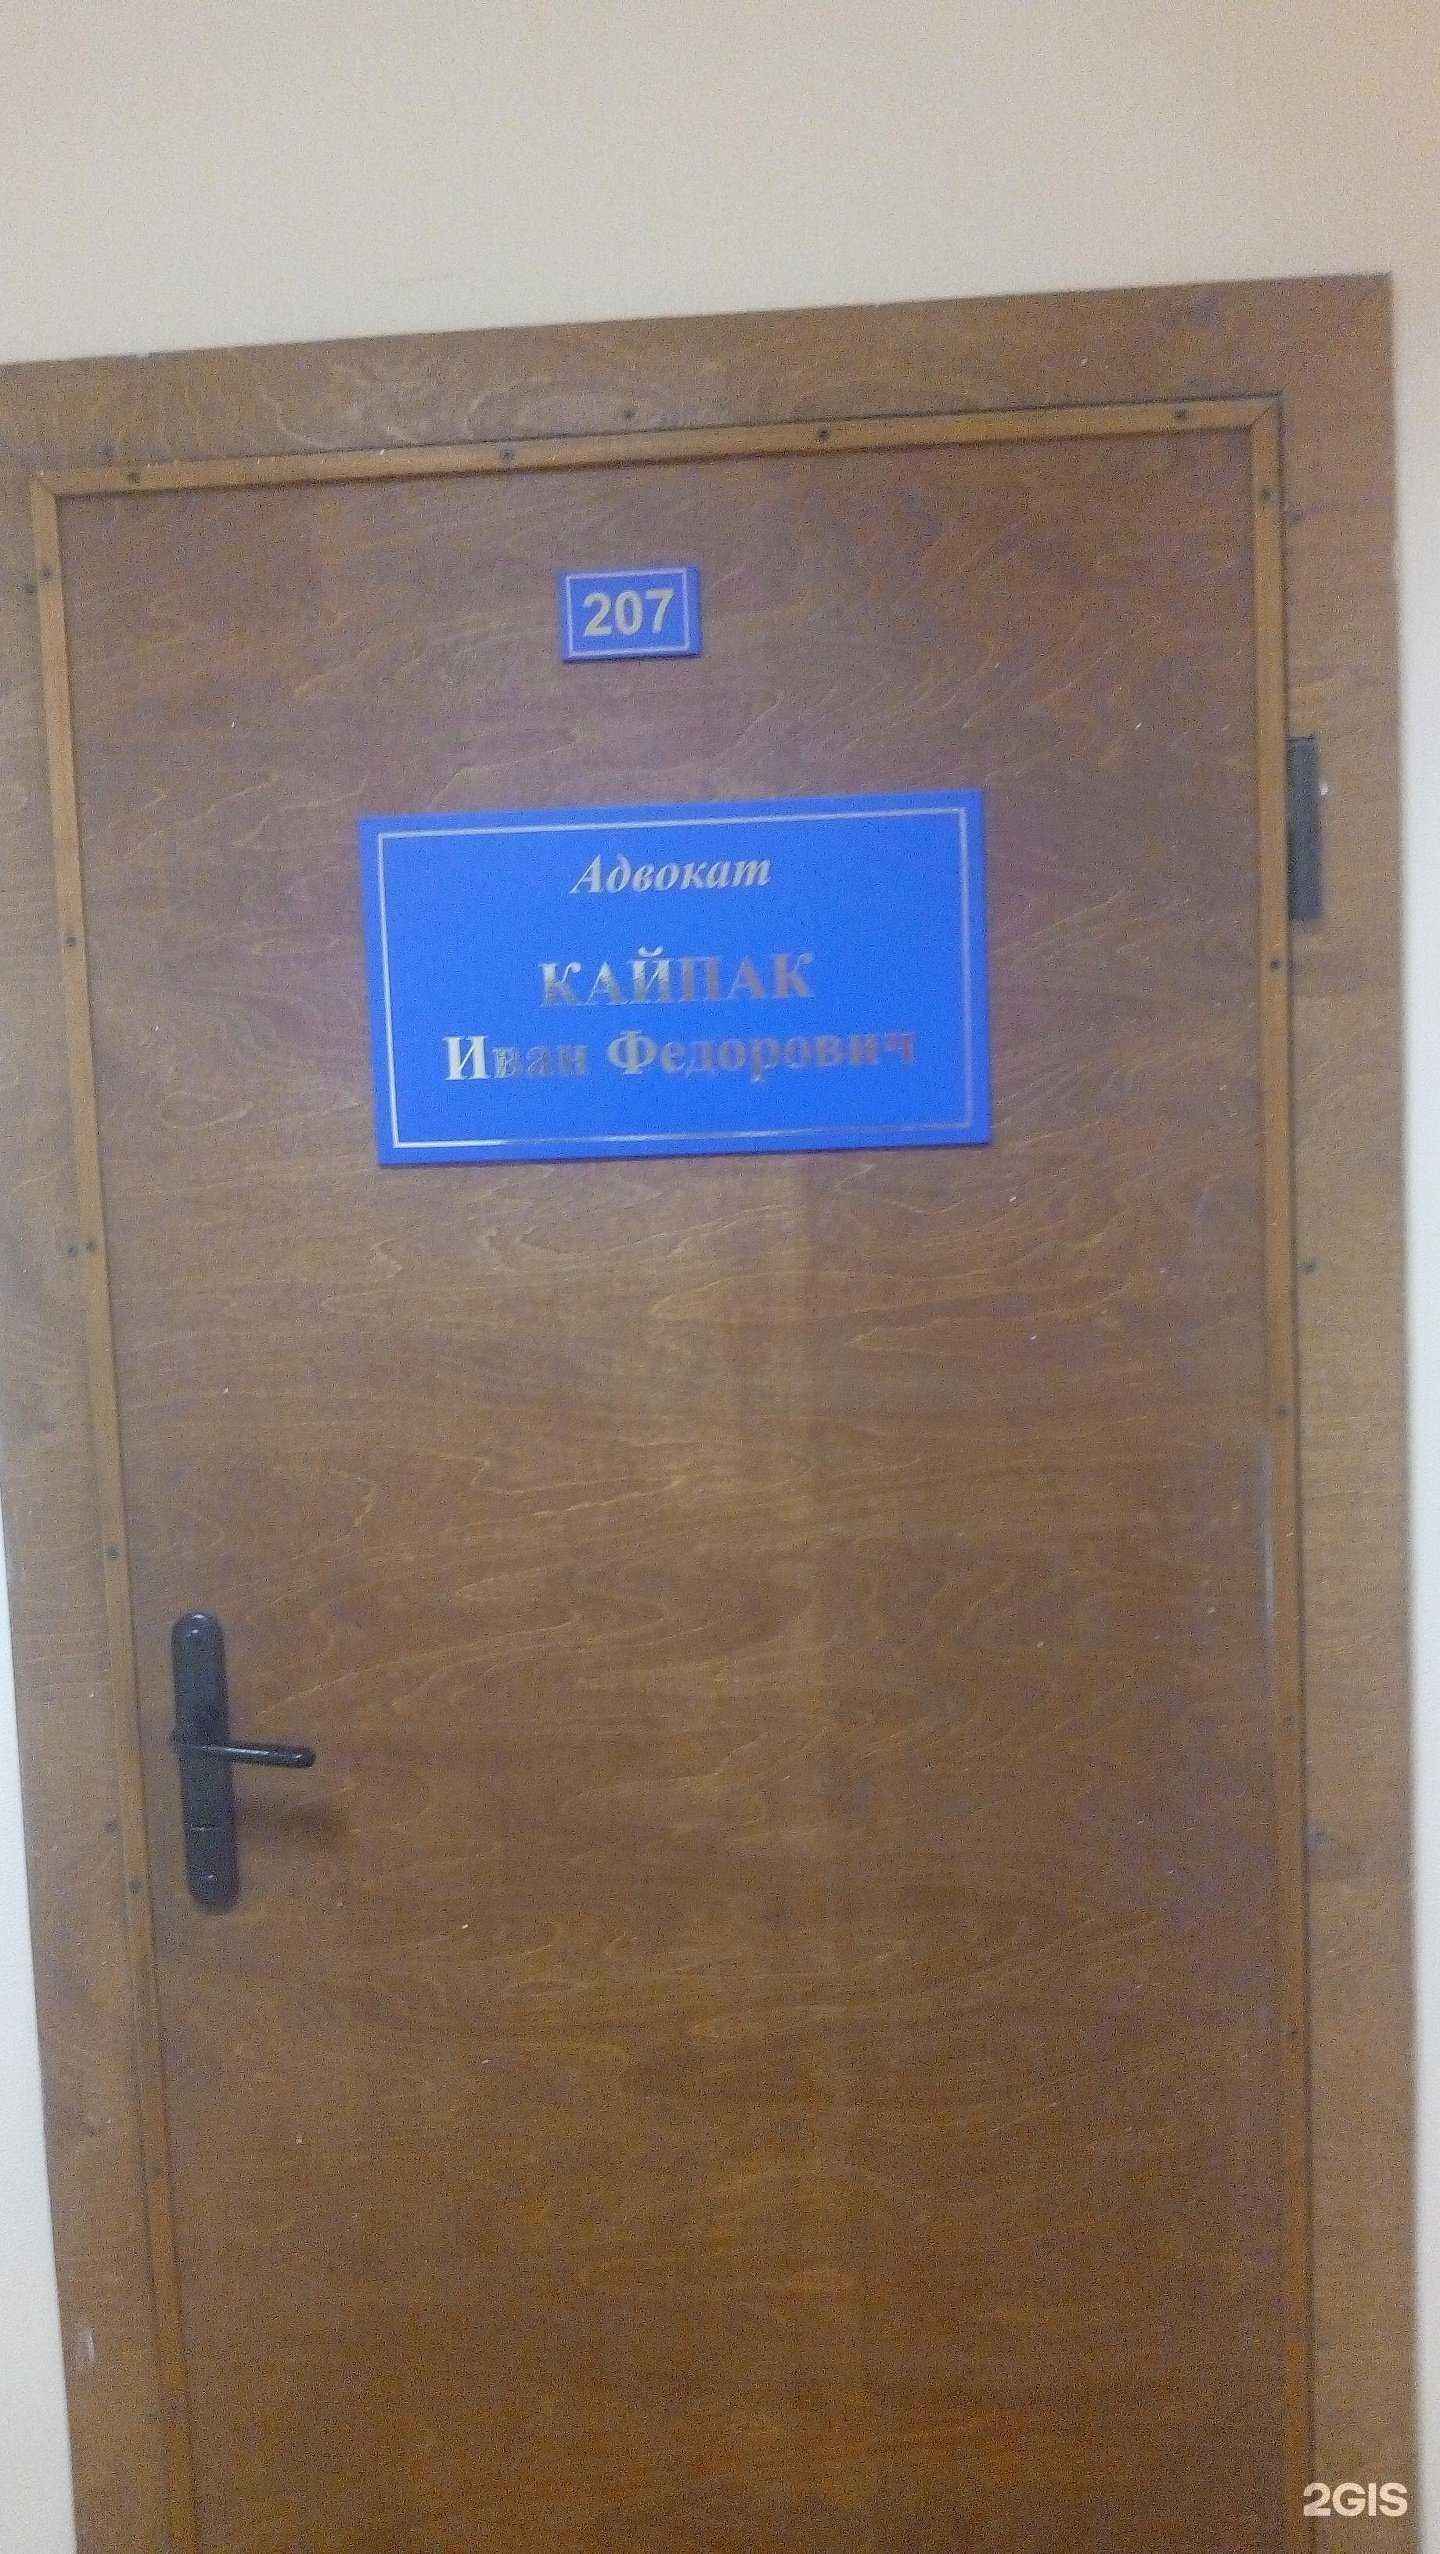 207
Адвокат
КАЙПАК
Иван Федорович
2GIS